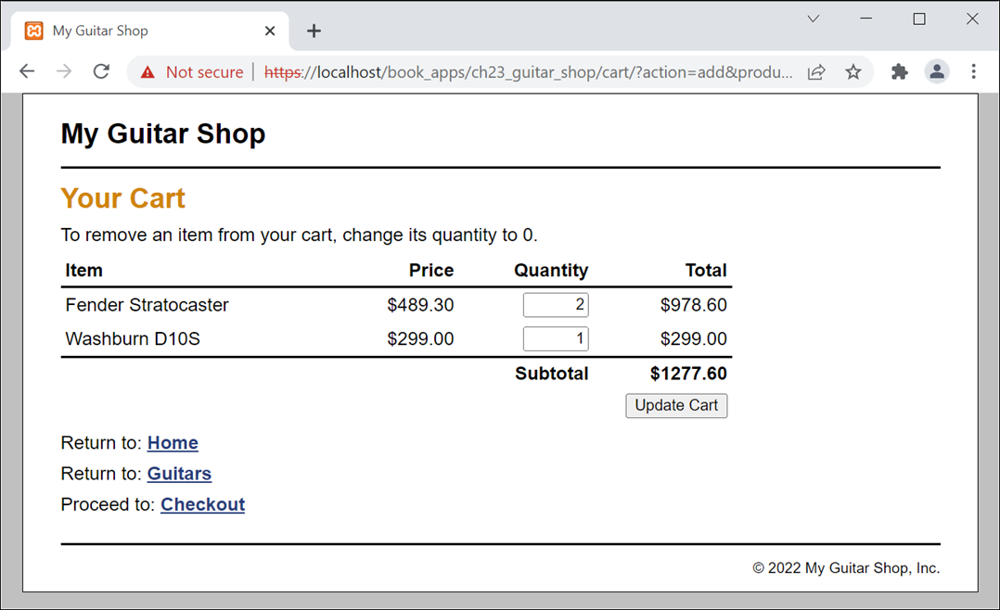 My Guitar Shop
Not secure https://localhost/book_apps/ch23_guitar_shop/cart/?action=add&produ...
My Guitar Shop
Your Cart
To remove an item from your cart, change its quantity to 0.
Item Price Quantity Total
Fender Stratocaster $489.30 2 $978.60
Washburn D10S $299.00 1 $299.00
Subtotal $1277.60
Update Cart
Return to: Home
Return to: Guitars
Proceed to: Checkout
© 2022 My Guitar Shop, Inc.